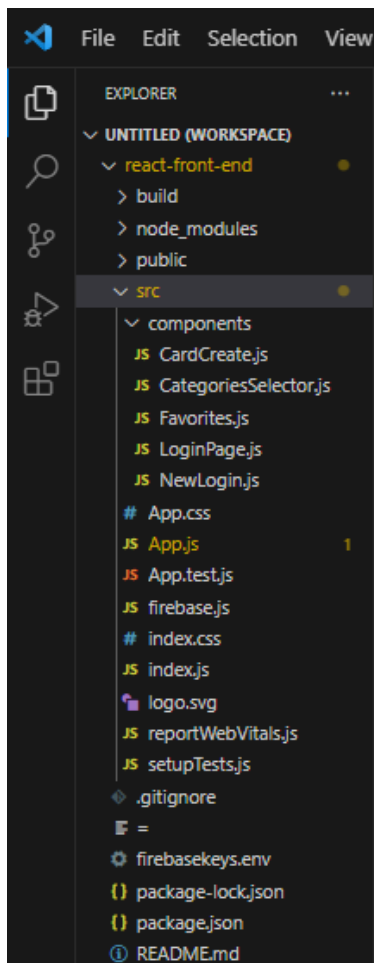 File Edit Selection View
EXPLORER ...
UNTITLED (WORKSPACE)
react-front-end
build
node_modules
public
src
components
JS CardCreate.js
JS CategoriesSelector.js
JS Favorites.js
JS LoginPage.js
JS NewLogin.js
# App.css
JS App.js 1
JS App.test.js
JS firebase.js
# index.css
JS index.js
logo.svg
JS reportWebVitals.js
JS setupTests.js
.gitignore
=
firebasekeys.env
{} package-lock.json
{} package.json
README.md